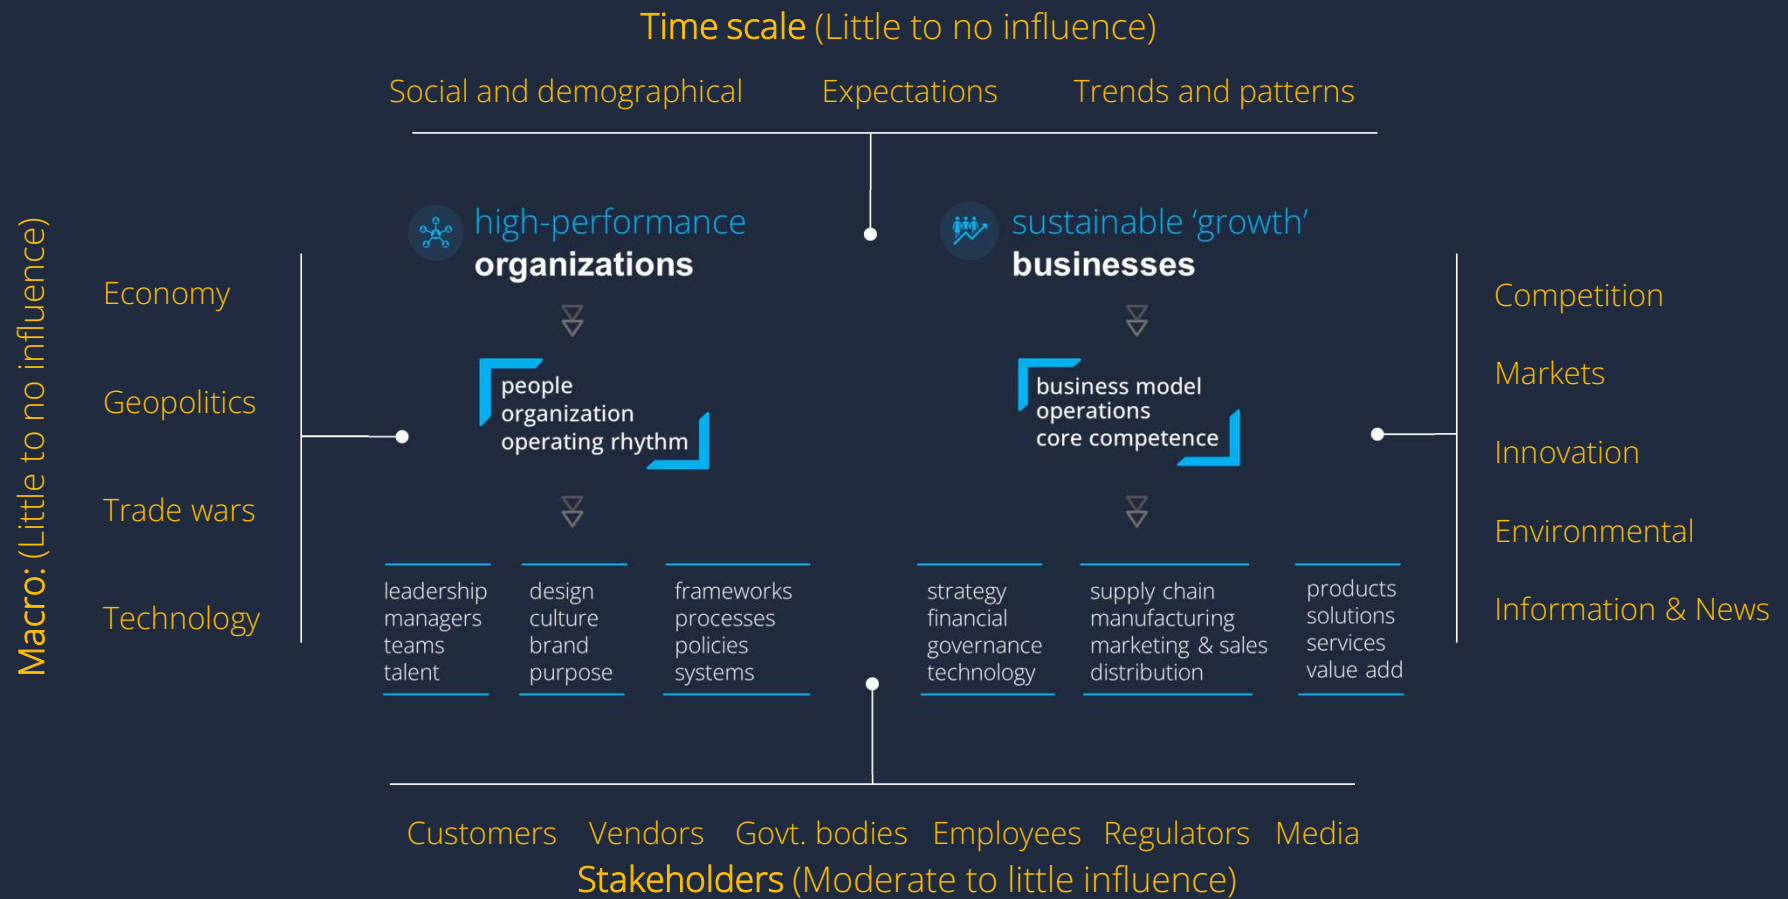 Time scale (Little to no influence)
Social and demographical
Expectations
Trends and patterns
Macro: (Little to no influence)
Economy
Geopolitics
Trade wars
Technology
high-performance
organizations
people
organization
operating rhythm
leadership
managers
teams
talent
design
culture
brand
purpose
frameworks
processes
policies
systems
sustainable ‘growth’
businesses
business model
operations
core competence
strategy
financial
governance
technology
supply chain
manufacturing
marketing & sales
distribution
products
solutions
services
value add
Competition
Markets
Innovation
Environmental
Information & News
Customers
Vendors
Govt. bodies
Employees
Regulators
Media
Stakeholders (Moderate to little influence)